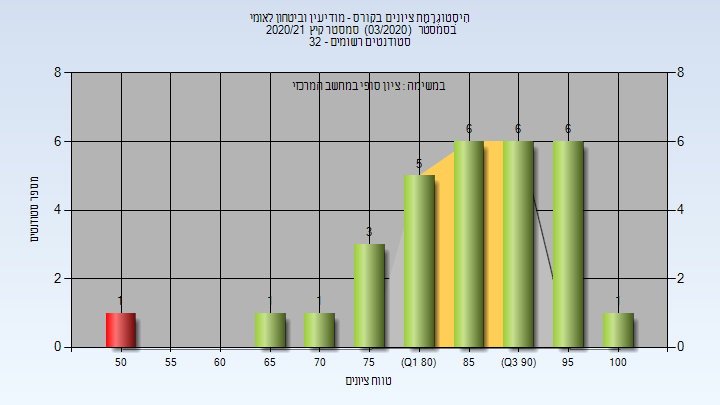 היסטוגרמת ציונים בקורס - מודיעין וביטחון לאומי
בסמסטר (03/2020) סמסטר קיץ 2020/21
סטודנטים רשומים - 32
במשימה : ציון סופי במחשב המרכזי
8 8
6 6
4 4
2 2
0 0
1 1 1 3 5 6 6 6 1
50 55 60 65 70 75 (Q1 80) 85 (Q3 90) 95 100
מספר סטודנטים
טווח ציונים